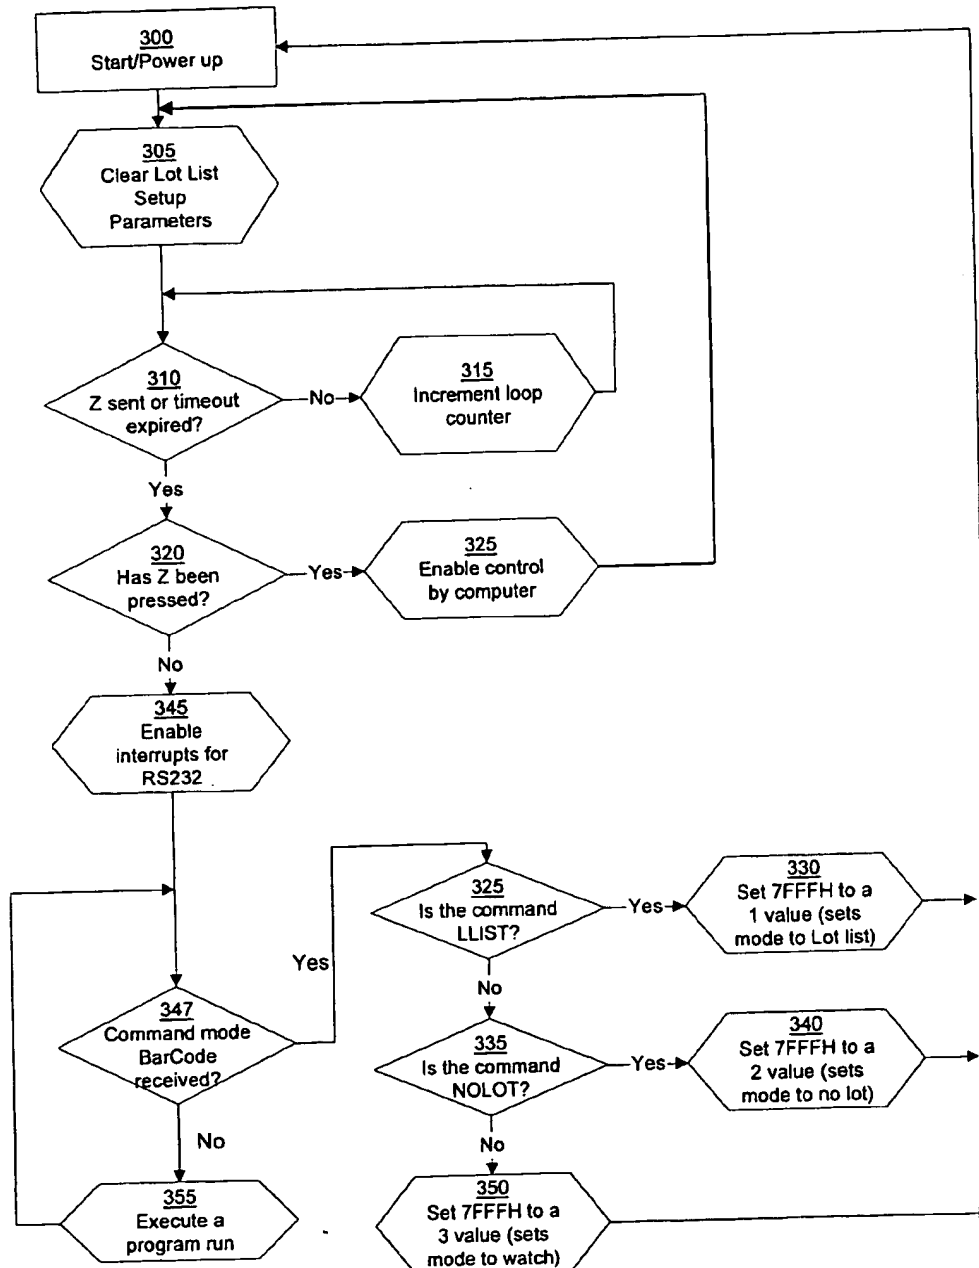 300
Start/Power up
305
Clear Lot List
Setup
Parameters
310
Z sent or timeout
expired?
No
315
Increment loop
counter
Yes
320
Has Z been
pressed?
Yes
325
Enable control
by computer
No
345
Enable
interrupts for
RS232
347
Command mode
BarCode
received?
Yes
325
Is the command
LLIST?
Yes
330
Set 7FFFH to a
1 value (sets
mode to Lot list)
No
335
Is the command
NOLOT?
Yes
340
Set 7FFFH to a
2 value (sets
mode to no lot)
No
355
Execute a
program run
No
350
Set 7FFFH to a
3 value (sets
mode to watch)